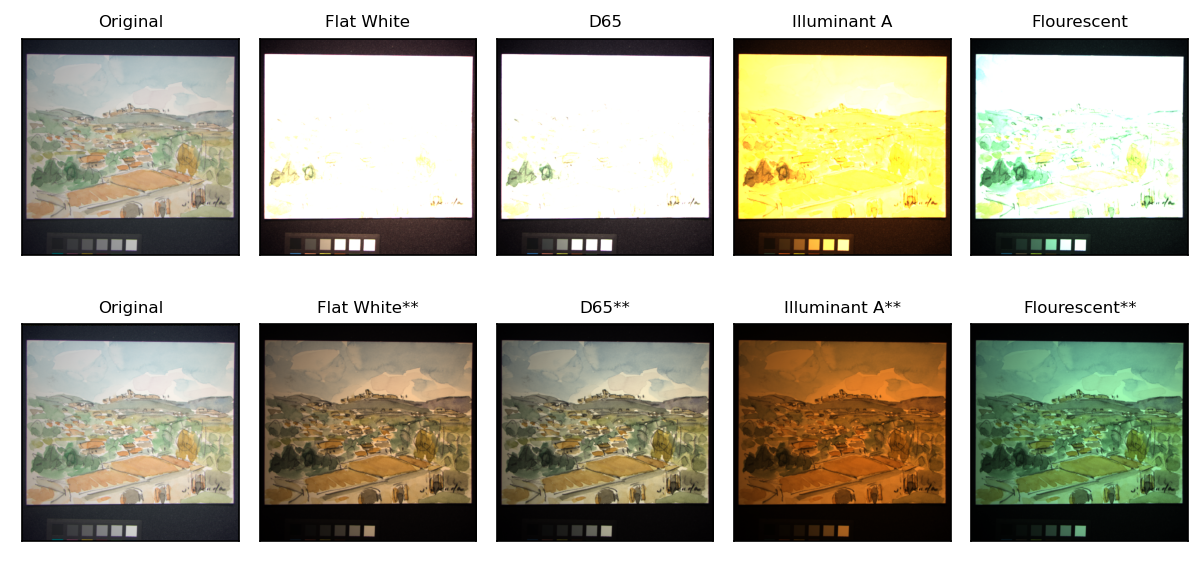 Original Flat White D65 Illuminant A Flourescent
Original Flat White** D65** Illuminant A** Flourescent**